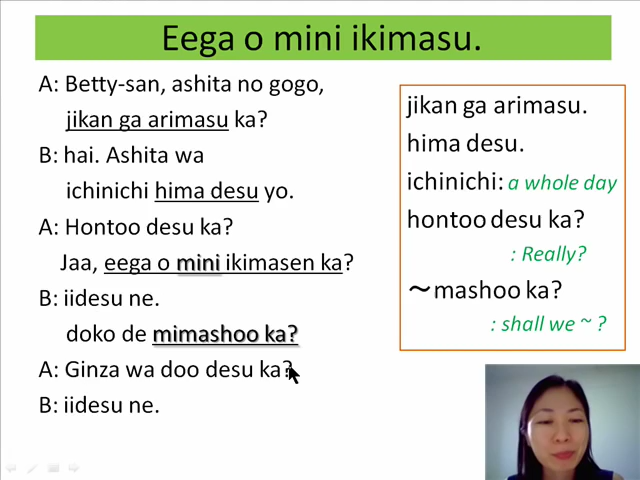 Eega o mini ikimasu.
A: Betty-san, ashita no gogo,
jikan ga arimasu ka?
B: hai. Ashita wa
ichinichi hima desu yo.
A: Hontoo desu ka?
Jaa, eega o mini ikimasen ka?
B: iidesu ne.
doko de mimashoo ka?
A: Ginza wa doo desu ka?
B: iidesu ne.
jikan ga arimasu.
hima desu.
ichinichi: a whole day
hontoo desu ka?
: Really?
〜mashoo ka?
: shall we ~ ?